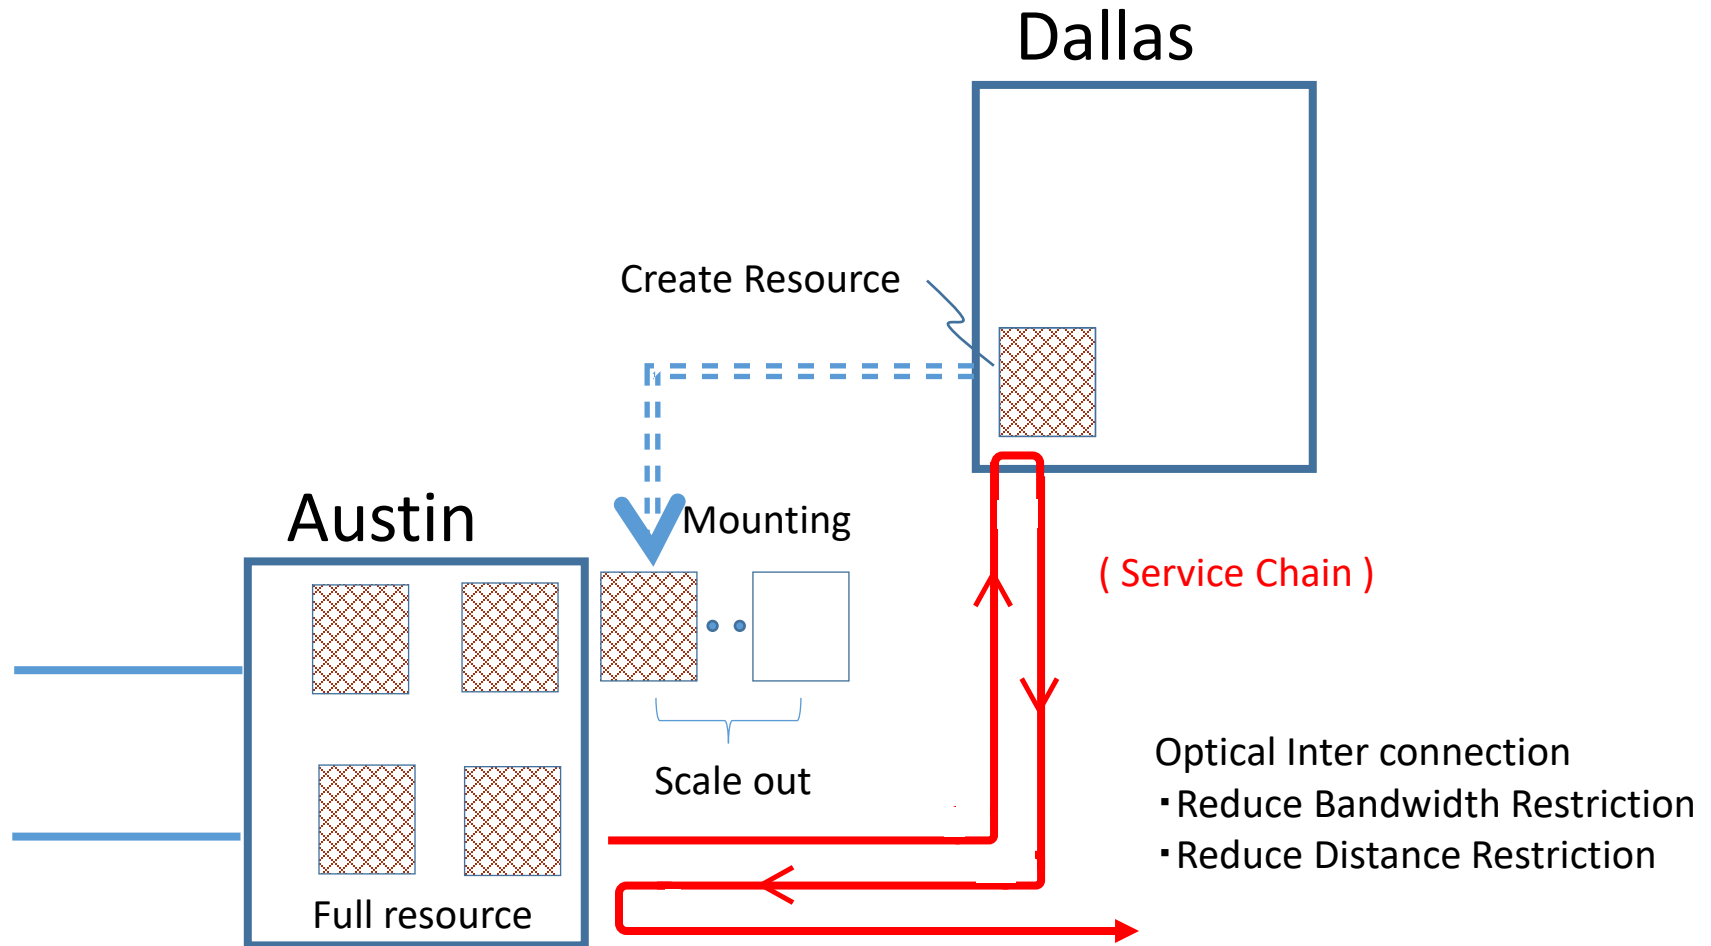 Dallas
Create Resource
Austin
Mounting
( Service Chain )
Scale out
Optical Inter connection
・Reduce Bandwidth Restriction
・Reduce Distance Restriction
Full resource